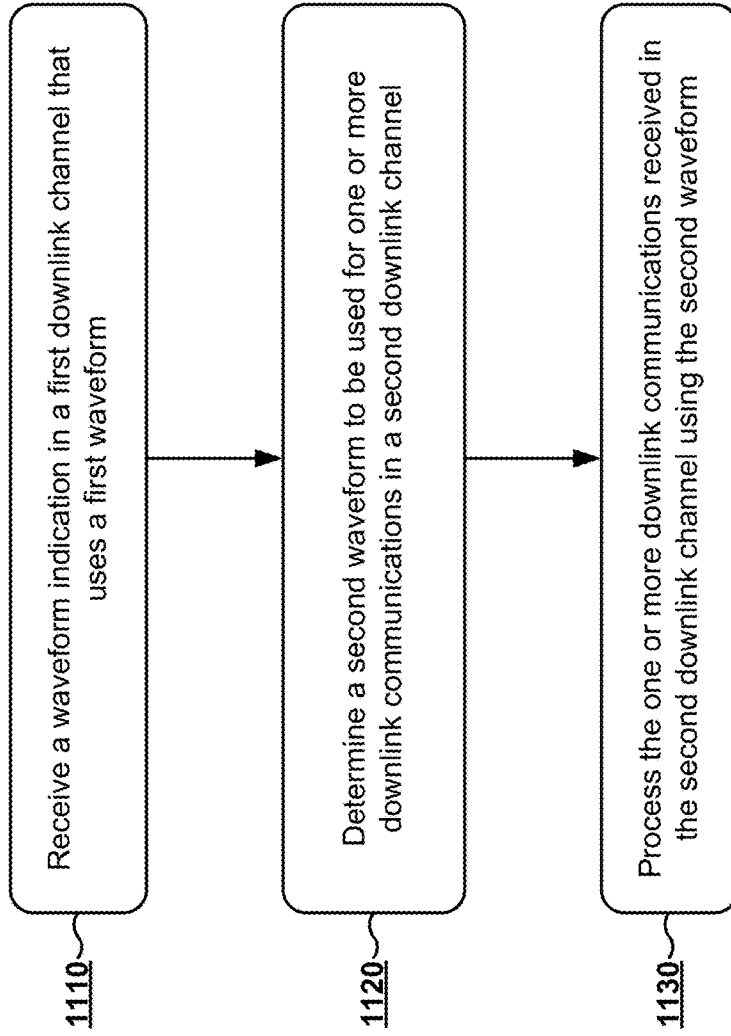 1110
Receive a waveform indication in a first downlink channel that
uses a first waveform
1120
Determine a second waveform to be used for one or more
downlink communications in a second downlink channel
1130
Process the one or more downlink communications received in
the second downlink channel using the second waveform